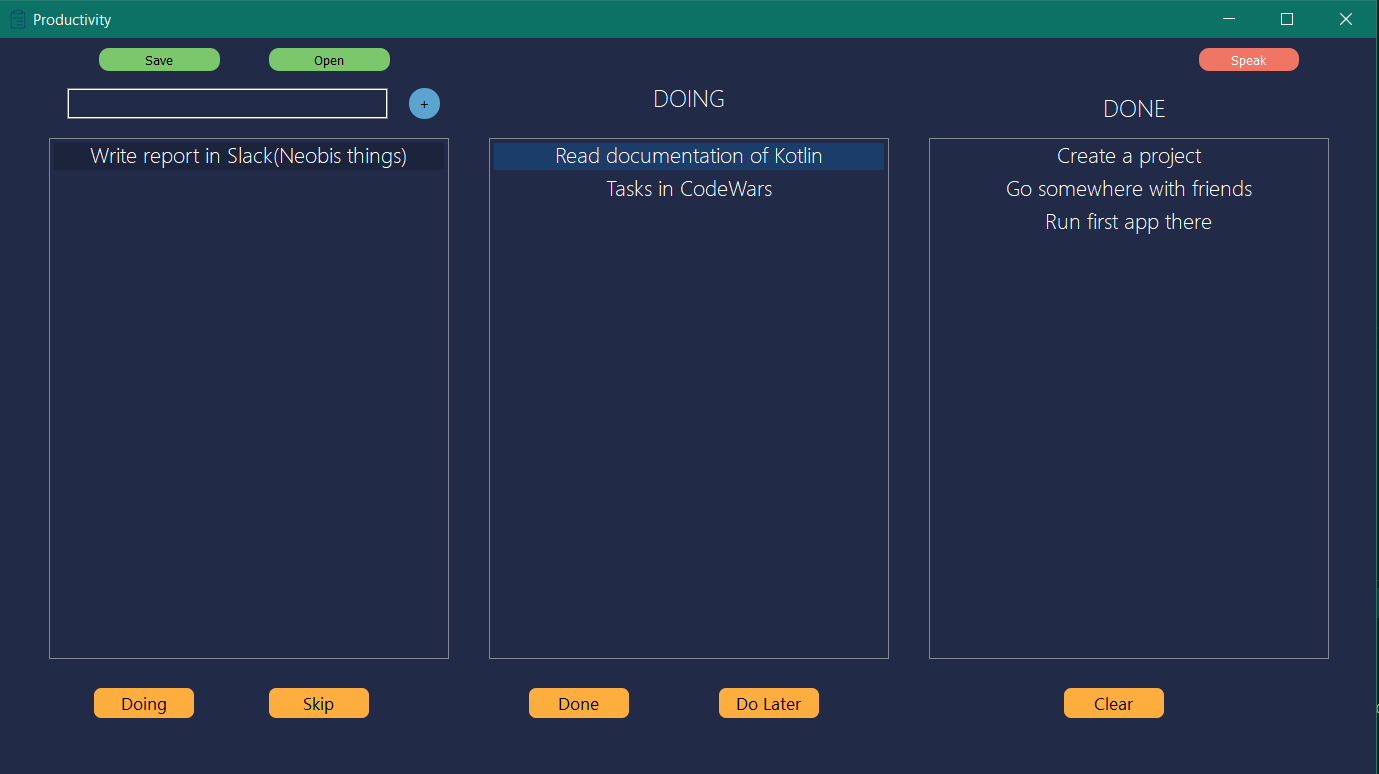 Productivity
Save
Open
Speak
+
DOING
DONE
Write report in Slack(Neobis things)
Read documentation of Kotlin
Tasks in CodeWars
Create a project
Go somewhere with friends
Run first app there
Doing
Skip
Done
Do Later
Clear